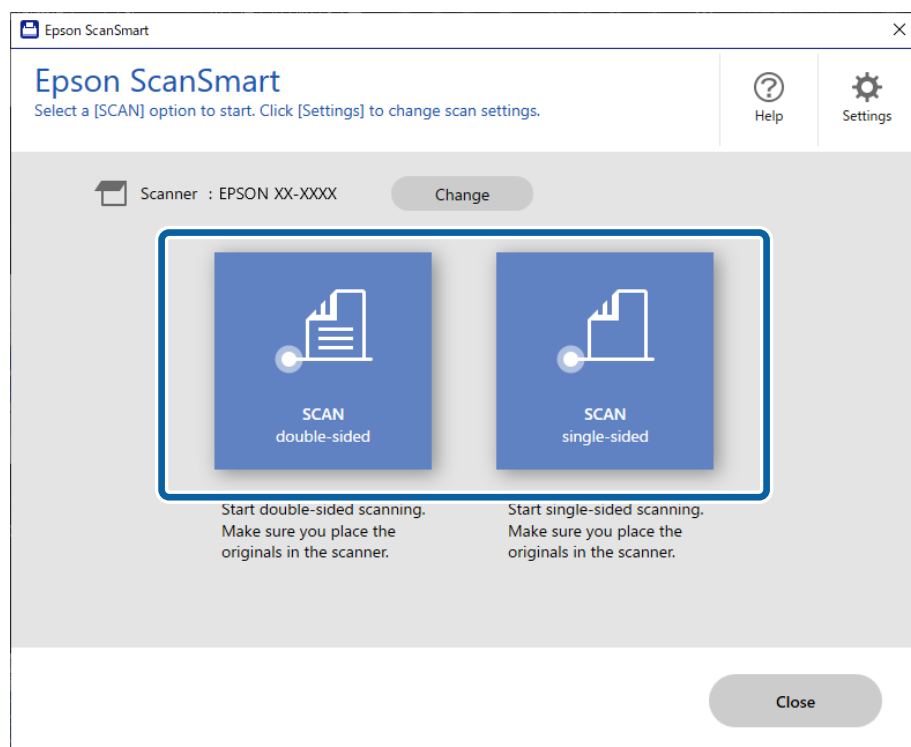 Epson ScanSmart
Epson ScanSmart
Select a [SCAN] option to start. Click [Settings] to change scan settings.
Help
Settings
Scanner : EPSON XX-XXXX
Change
SCAN
double-sided
SCAN
single-sided
Start double-sided scanning.
Make sure you place the
originals in the scanner.
Start single-sided scanning.
Make sure you place the
originals in the scanner.
Close